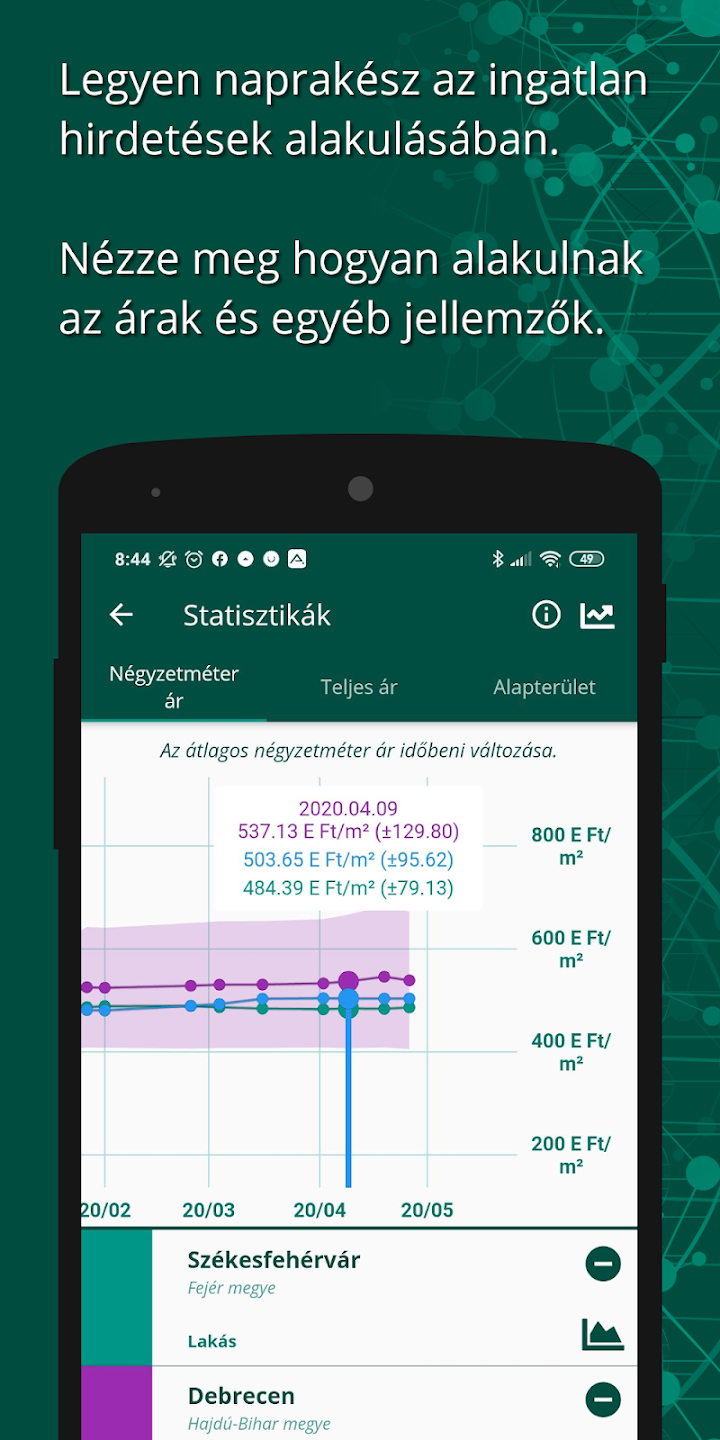 Legyen naprakész az ingatlan
hirdetések alakulásában.
Nézze meg hogyan alakulnak
az árak és egyéb jellemzők.
8:44
49
Statisztikák
Négyzetméter
ár
Teljes ár
Alapterület
Az átlagos négyzetméter ár időbeni változása.
2020.04.09
537.13 E Ft/m² (±129.80)
503.65 E Ft/m² (±95.62)
484.39 E Ft/m² (±79.13)
800 E Ft/
m²
600 E Ft/
m²
400 E Ft/
m²
200 E Ft/
m²
20/02
20/03
20/04
20/05
Székesfehérvár
Fejér megye
Lakás
Debrecen
Hajdú-Bihar megye